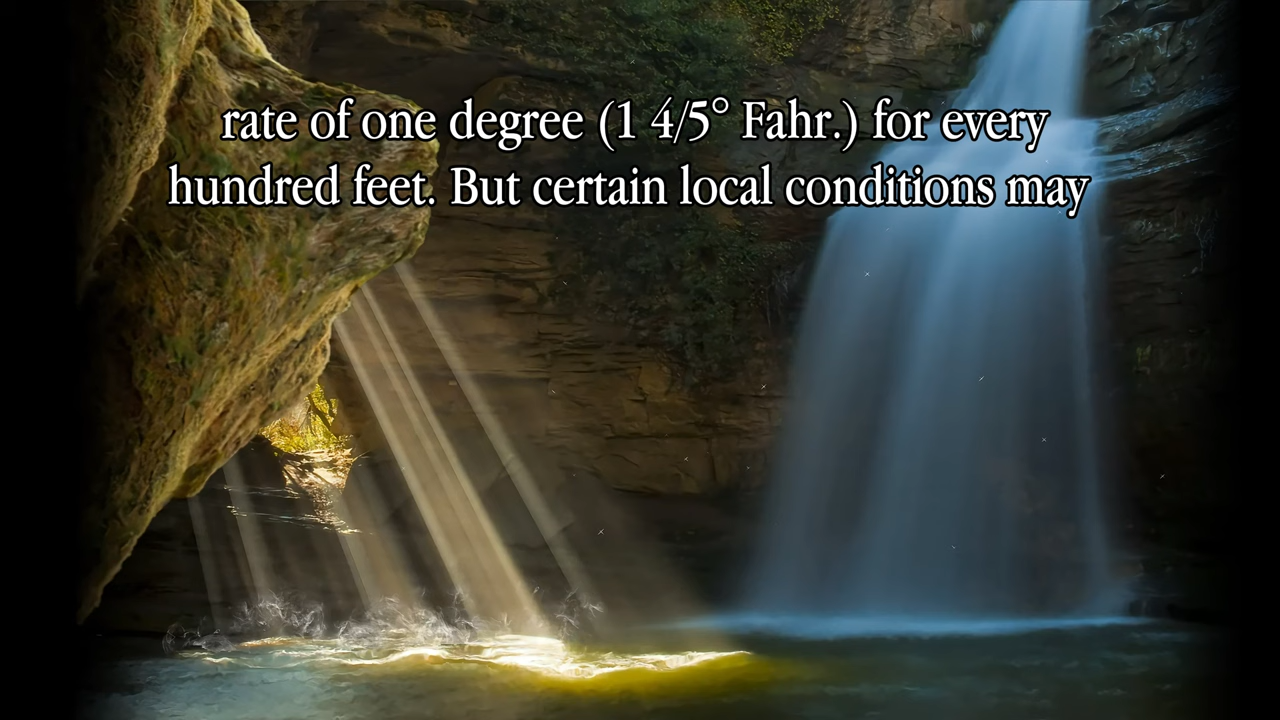 rate of one degree (1 4/5° Fahr.) for every
hundred feet. But certain local conditions may